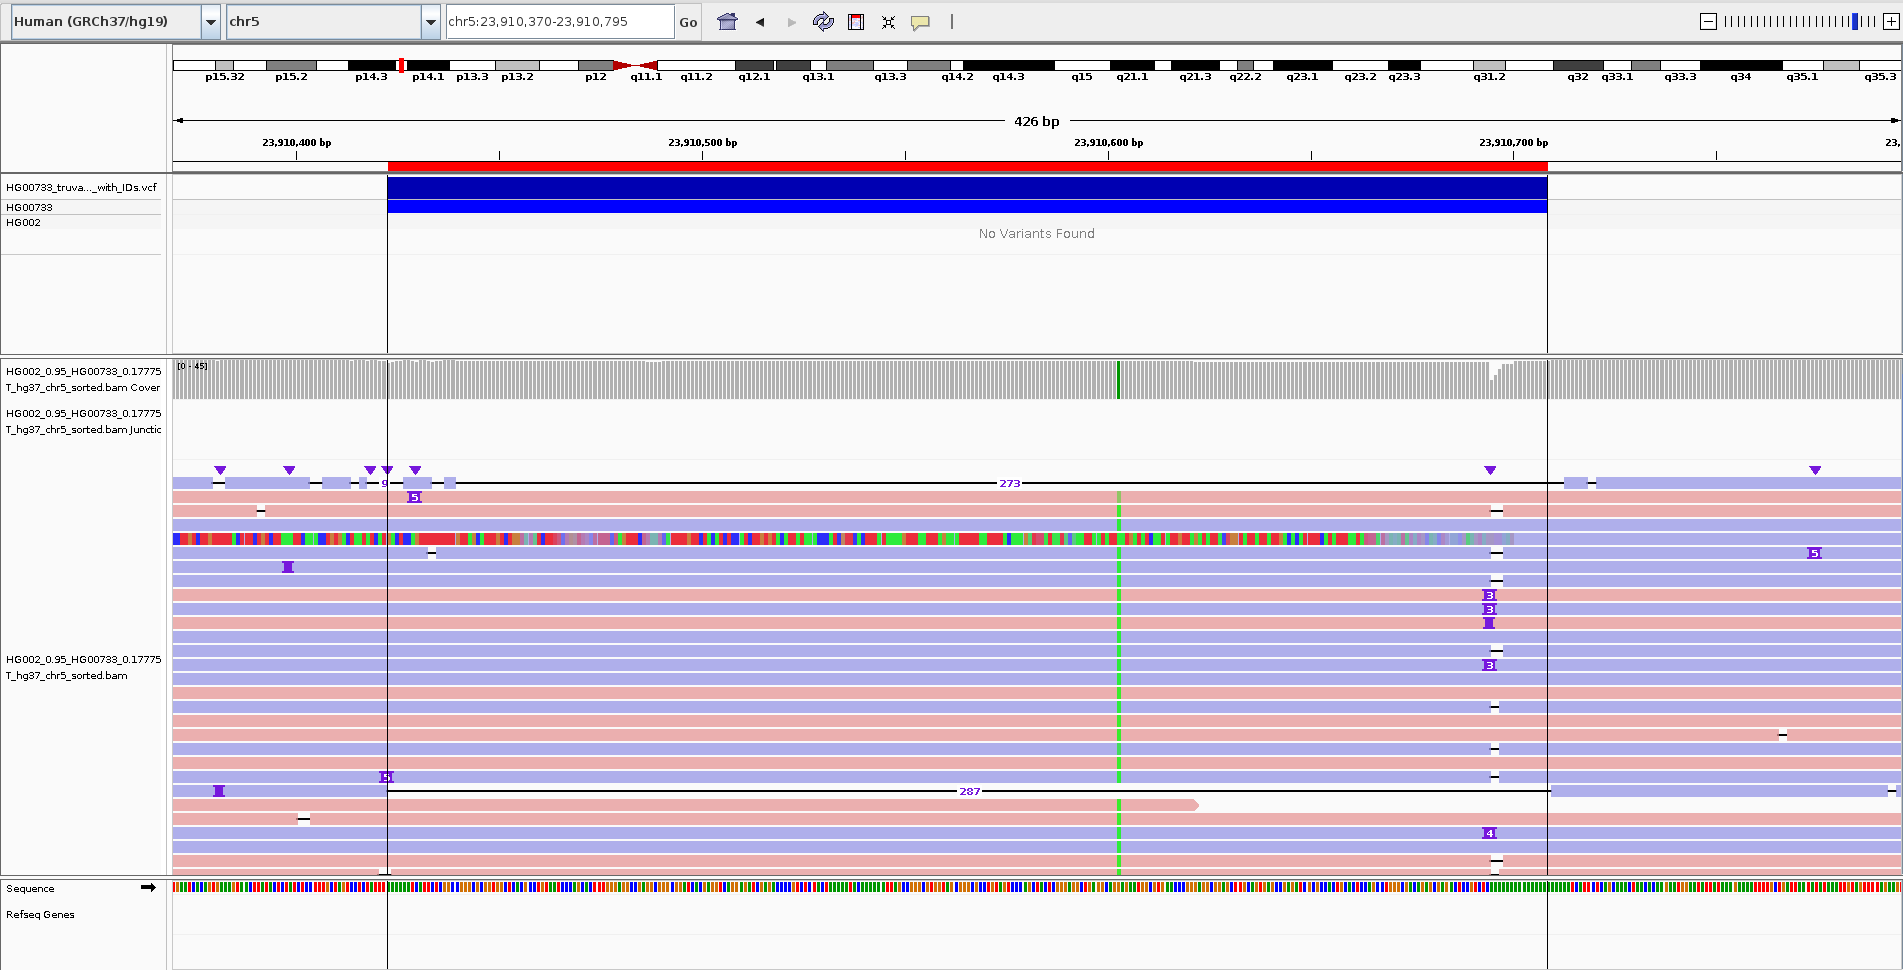 Human (GRCh37/hg19) chr5 chr5:23,910,370-23,910,795 Go
p15.32 p15.2 p14.3 p14.1 p13.3 p13.2 p12 q11.1 q11.2 q12.1 q13.1 q13.3 q14.2 q14.3 q15 q21.1 q21.3 q22.2 q23.1 q23.2 q23.3 q31.2 q32 q33.1 q33.3 q34 q35.1 q35.3
426 bp
23,910,400 bp 23,910,500 bp 23,910,600 bp 23,910,700 bp 23,
HG00733_truva..._with_IDs.vcf
HG00733
HG002
No Variants Found
[0 - 45]
HG002_0.95_HG00733_0.17775
T_hg37_chr5_sorted.bam Cover
HG002_0.95_HG00733_0.17775
T_hg37_chr5_sorted.bam Junctic
9 273
5
5
3
3
HG002_0.95_HG00733_0.17775
3
T_hg37_chr5_sorted.bam
5
287
4
Sequence
Refseq Genes